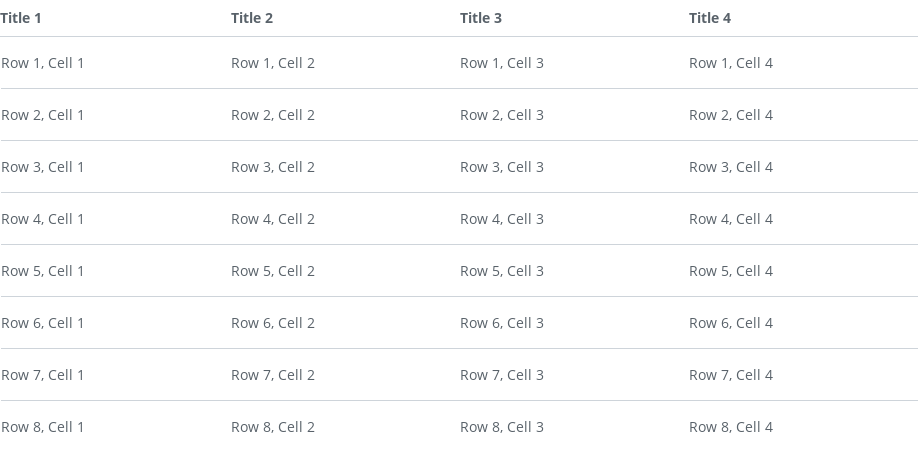 Title 1 Title 2 Title 3 Title 4
Row 1, Cell 1 Row 1, Cell 2 Row 1, Cell 3 Row 1, Cell 4
Row 2, Cell 1 Row 2, Cell 2 Row 2, Cell 3 Row 2, Cell 4
Row 3, Cell 1 Row 3, Cell 2 Row 3, Cell 3 Row 3, Cell 4
Row 4, Cell 1 Row 4, Cell 2 Row 4, Cell 3 Row 4, Cell 4
Row 5, Cell 1 Row 5, Cell 2 Row 5, Cell 3 Row 5, Cell 4
Row 6, Cell 1 Row 6, Cell 2 Row 6, Cell 3 Row 6, Cell 4
Row 7, Cell 1 Row 7, Cell 2 Row 7, Cell 3 Row 7, Cell 4
Row 8, Cell 1 Row 8, Cell 2 Row 8, Cell 3 Row 8, Cell 4